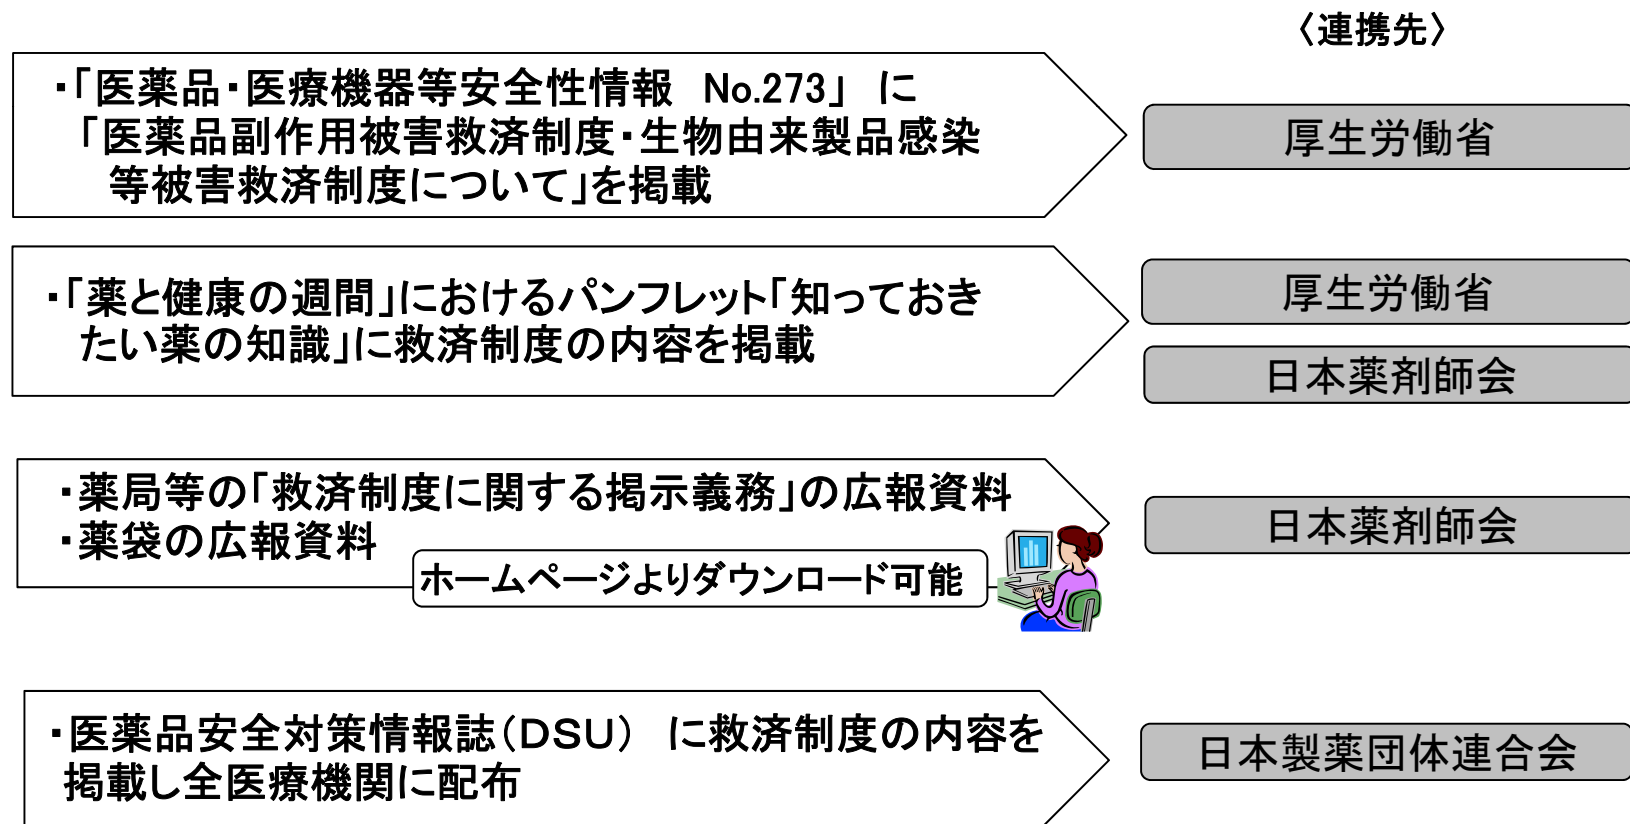 〈連携先〉
・「医薬品・医療機器等安全性情報　No.273」 に
「医薬品副作用被害救済制度・生物由来製品感染
等被害救済制度について」を掲載
厚生労働省
・「薬と健康の週間」におけるパンフレット「知っておき
たい薬の知識」に救済制度の内容を掲載
厚生労働省
日本薬剤師会
・薬局等の「救済制度に関する掲示義務」の広報資料
・薬袋の広報資料
ホームページよりダウンロード可能
日本薬剤師会
・医薬品安全対策情報誌（ＤＳＵ） に救済制度の内容を
掲載し全医療機関に配布
日本製薬団体連合会